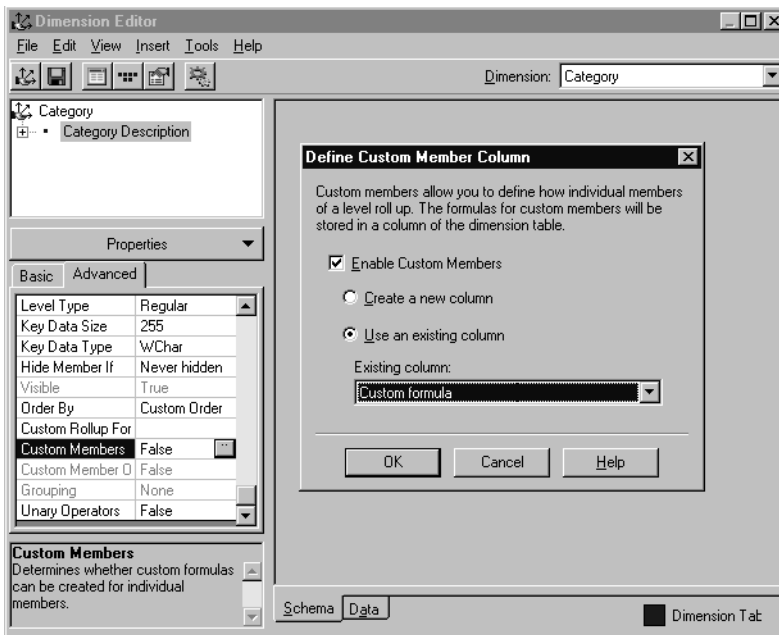 Dimension Editor
File Edit View Insert Tools Help
Dimension: Category
Category
Category Description
Properties
Basic Advanced
Level Type Regular
Key Data Size 255
Key Data Type WChar
Hide Member If Never hidden
Visible True
Order By Custom Order
Custom Rollup For
Custom Members False
Custom Member O False
Grouping None
Unary Operators False
Custom Members
Determines whether custom formulas
can be created for individual
members.
Define Custom Member Column
Custom members allow you to define how individual members
of a level roll up. The formulas for custom members will be
stored in a column of the dimension table.
Enable Custom Members
Create a new column
Use an existing column
Existing column:
Custom formula
OK Cancel Help
Schema Data
Dimension Tab